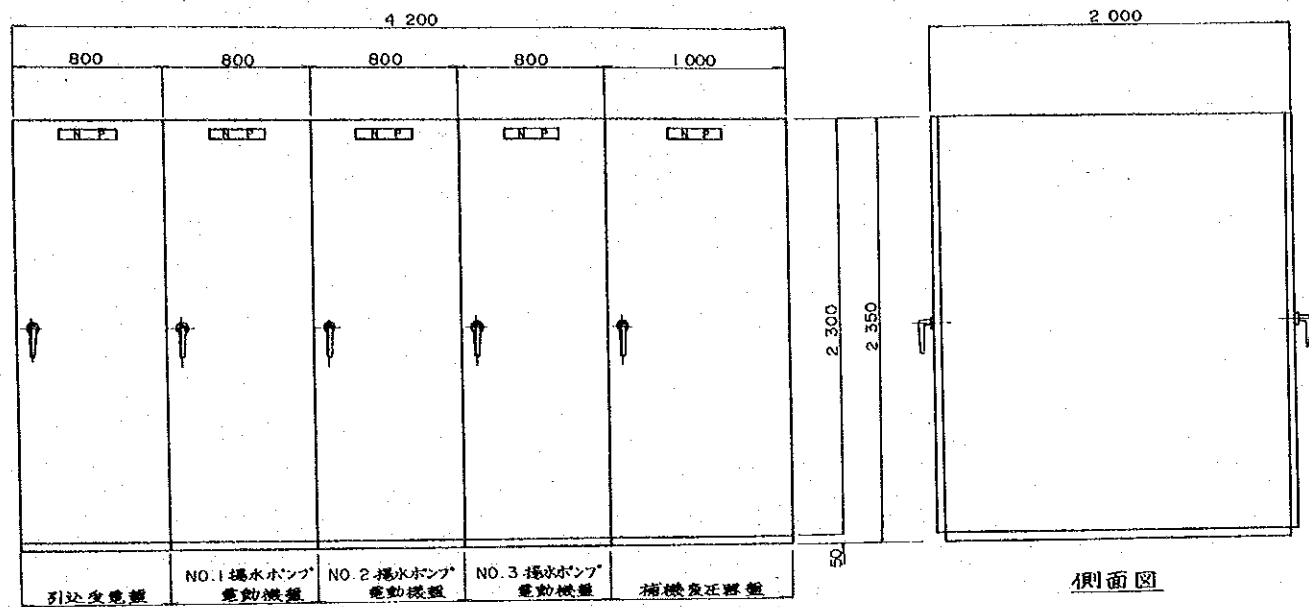 4 200
2 000
800 800 800 800 1 000
N P N P N P N P N P
2 300
2 350
50
NO.1揚水ポンプ NO.2揚水ポンプ NO.3揚水ポンプ
引込受電盤 電動機盤 電動機盤 電動機盤 補機変圧器盤
側面図